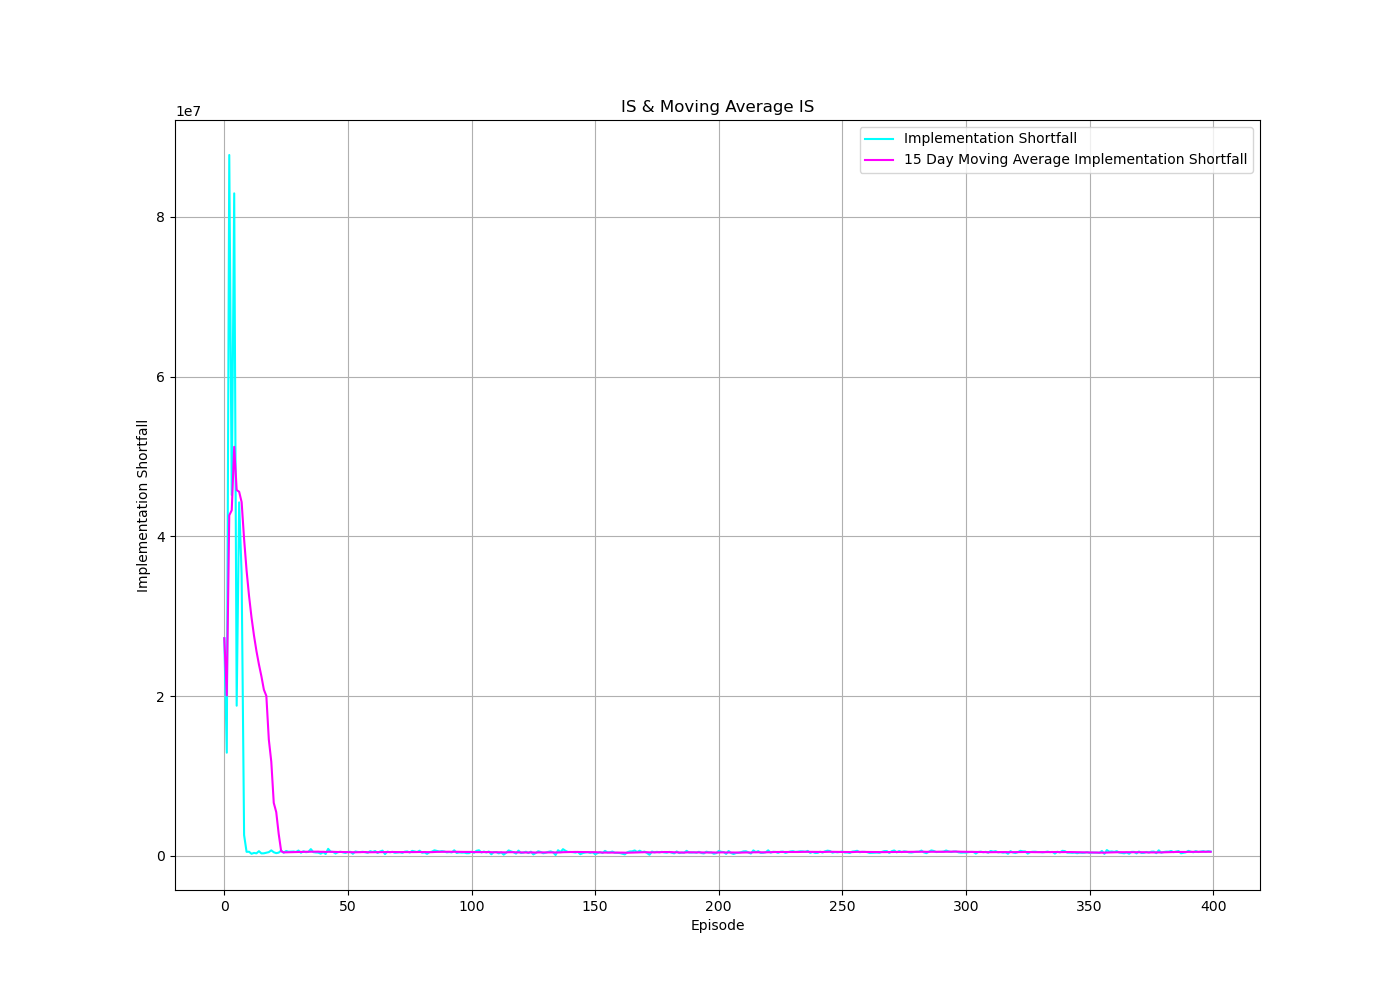 IS & Moving Average IS
1e7
Implementation Shortfall
15 Day Moving Average Implementation Shortfall
8
6
4
2
0
Implementation Shortfall
0 50 100 150 200 250 300 350 400
Episode